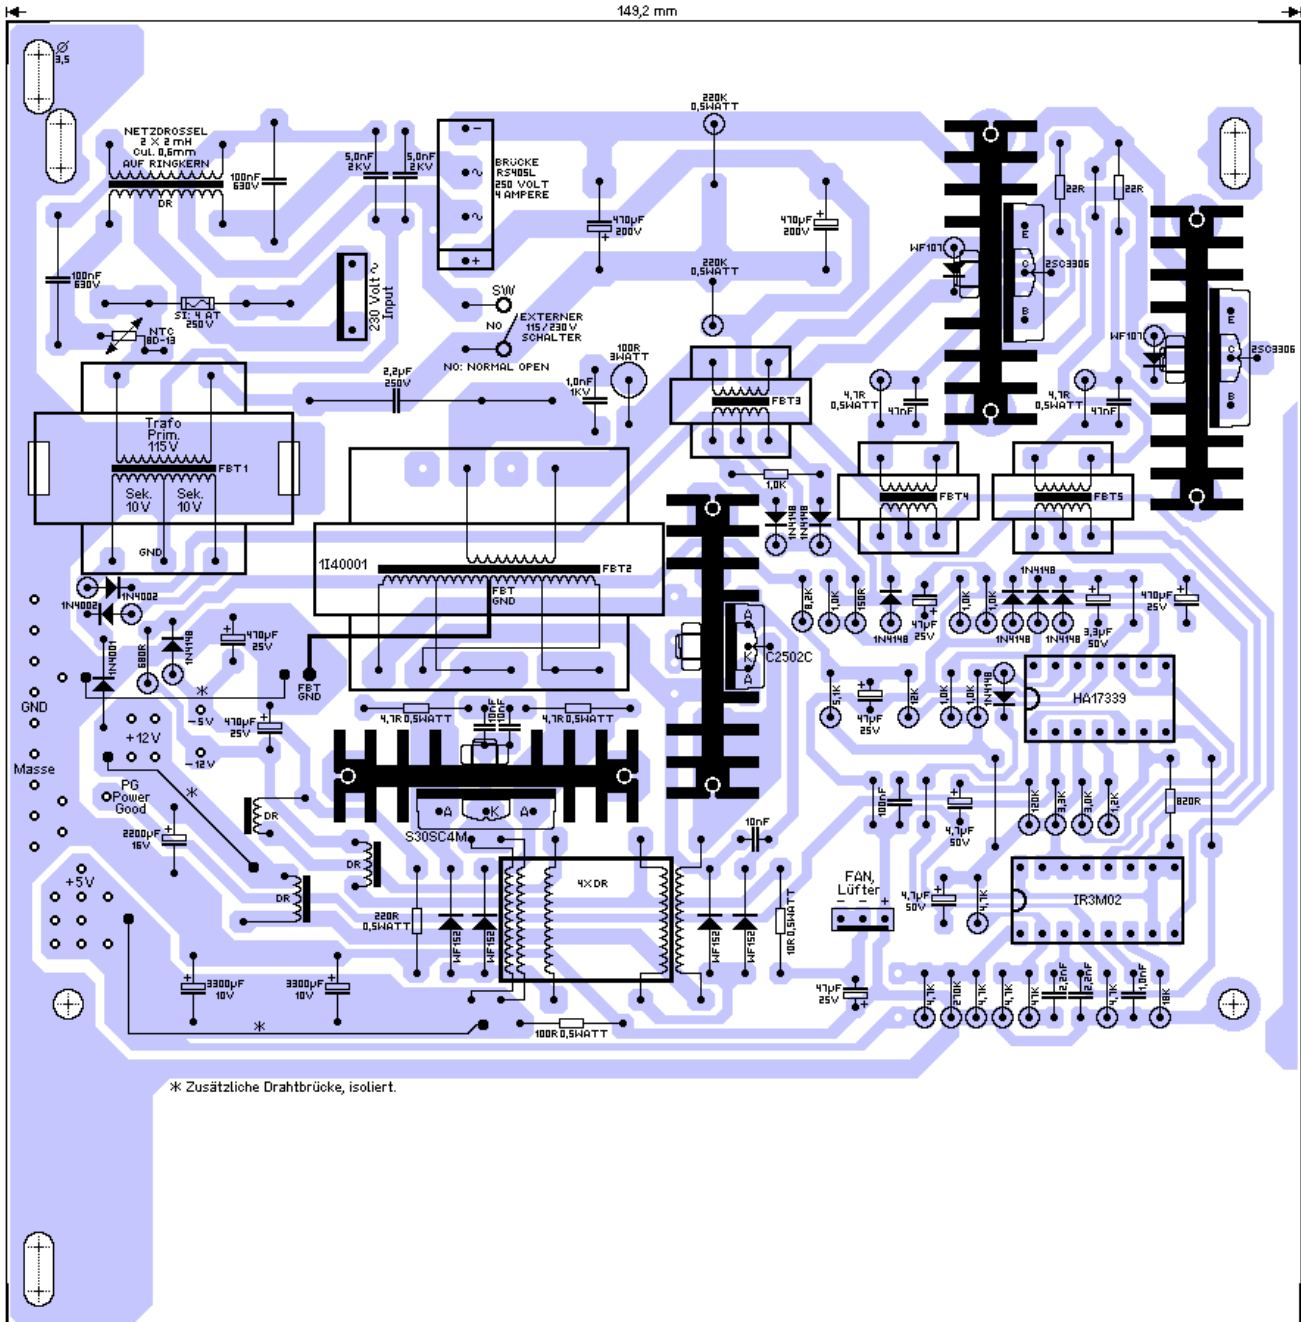 149,2 mm
Ø
3,5
NETZDROSSEL
2 X 2 mH
CuL 0,6mm
AUF RINGKERN
DR
100nF
630V
5,0nF
2KV
5,0nF
2KV
BRÜCKE
RS405L
250 VOLT
4 AMPERE
220K
0,5WATT
470µF
200V
470µF
200V
220K
0,5WATT
WF107
E
C
B
2SC3306
22R
22R
WF107
E
C
B
2SC3306
100nF
630V
SI: 4 AT
250V
NTC
8D-13
230 Volt ~
Input
SW
NO
EXTERNER
115/230V
SCHALTER
NO: NORMAL OPEN
2,2µF
250V
1,0nF
1KV
100R
3WATT
FBT3
4,7R
0,5WATT
47nF
4,7R
0,5WATT
47nF
Trafo
Prim.
115V
FBT1
Sek.
10V
Sek.
10V
GND
1,0K
1N4148
1N4148
FBT4
FBT5
1I40001
FBT2
FBT
GND
1N4002
1N4002
1N4001
680R
1N4148
470µF
25V
FBT
GND
A
K
A
C2502C
8,2K
1,0K
150R
1N4148
47µF
25V
1,0K
1,0K
1N4148
1N4148
1N4148
3,3µF
50V
470µF
25V
GND
*
-5V
+12V
-12V
470µF
25V
4,7R0,5WATT
10nF
10nF
4,7R0,5WATT
5,1K
47µF
25V
12K
1,0K
1,0K
1N4148
HA17339
Masse
PG
Power
Good
*
2200µF
16V
DR
DR
DR
A
K
A
S30SC4M
10nF
100nF
4,7µF
50V
120K
3,3K
3,0K
1,2K
820R
+5V
220R
0,5WATT
WF152
WF152
4XDR
WF152
WF152
10R0,5WATT
FAN,
Lüfter
- - +
4,7µF
50V
4,7K
IR3M02
3300µF
10V
3300µF
10V
*
100R0,5WATT
47µF
25V
4,7K
270K
4,7K
4,7K
47K
2,2nF
2,2nF
4,7K
1,0nF
18K
* Zusätzliche Drahtbrücke, isoliert.